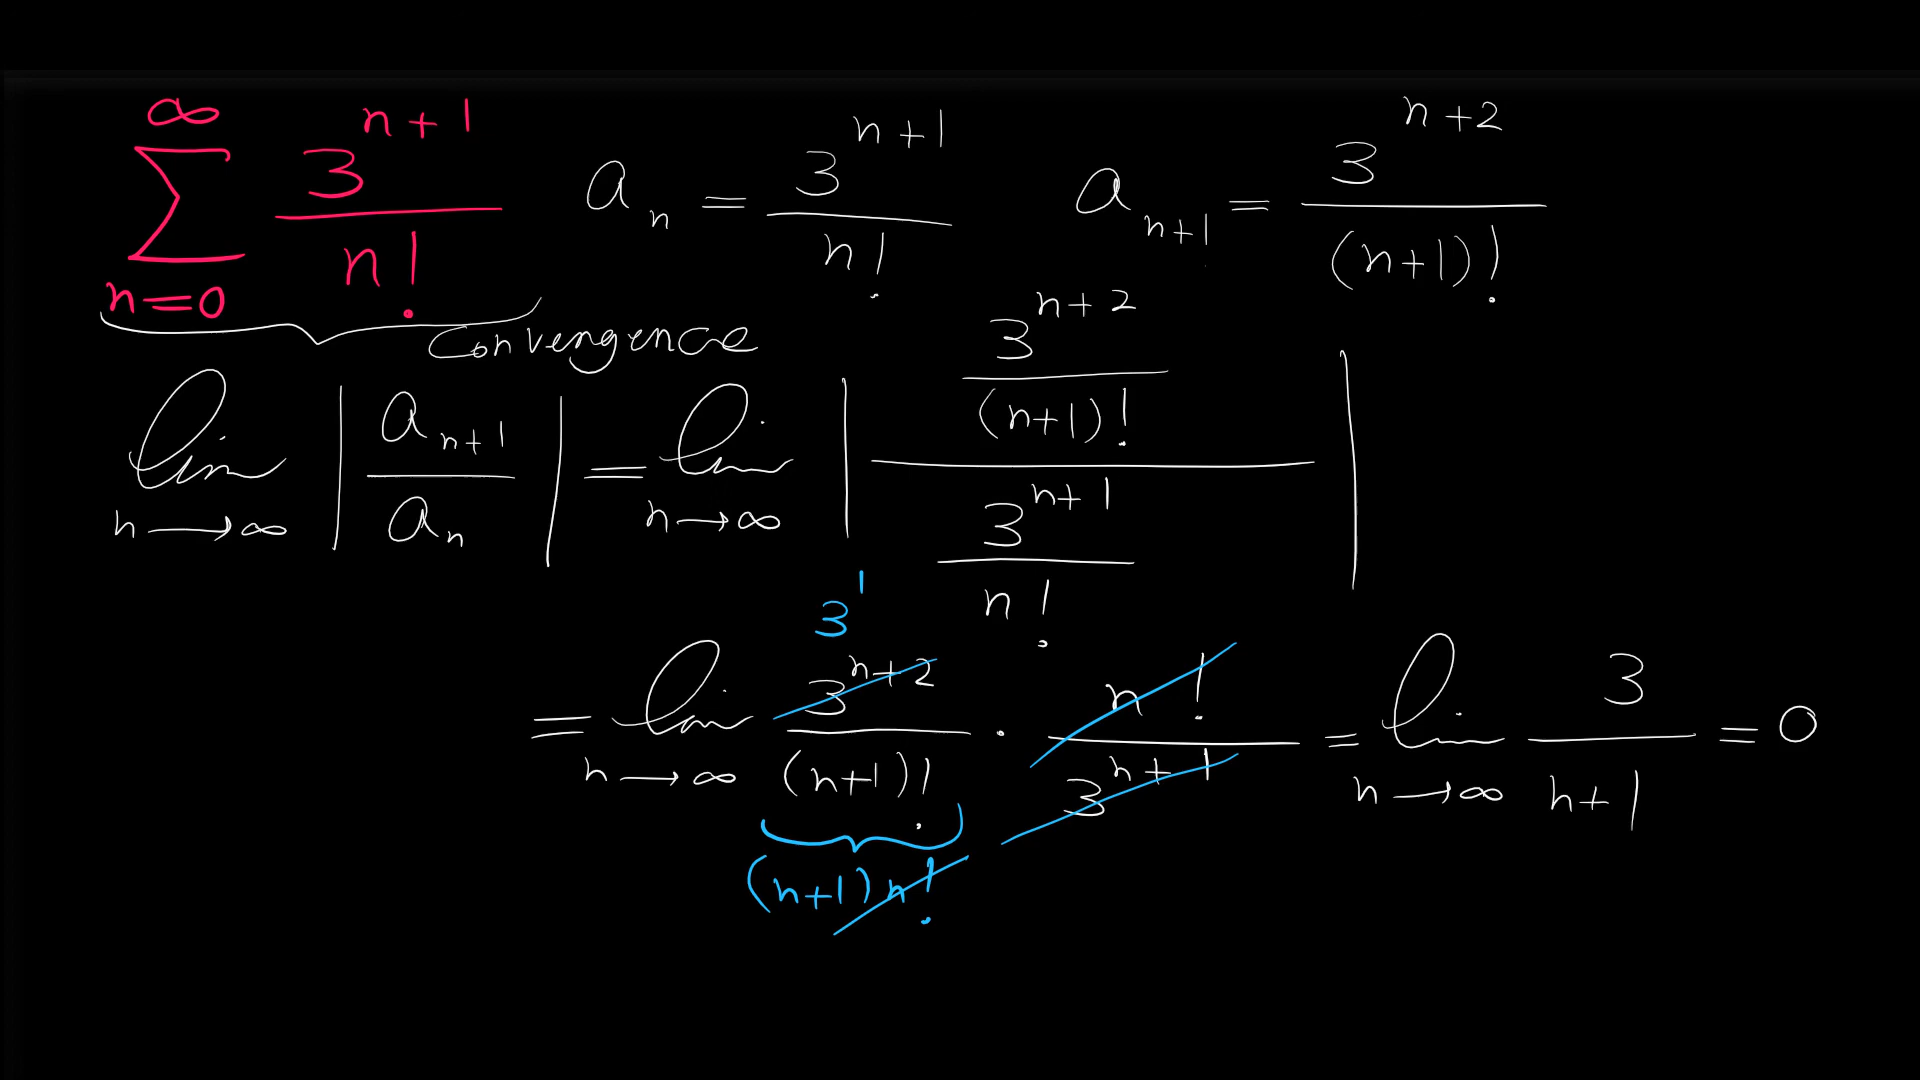 ∑_{n=0}^{∞} 3^{n+1}/n!   a_n = 3^{n+1}/n!   a_{n+1} = 3^{n+2}/(n+1)!
Convergence
lim_{n→∞} |a_{n+1}/a_n| = lim_{n→∞} |(3^{n+2}/(n+1)!)/(3^{n+1}/n!)|
3^1
= lim_{n→∞} 3^{n+2}/(n+1)! · n!/3^{n+1} = lim_{n→∞} 3/(n+1) = 0
(n+1)n!